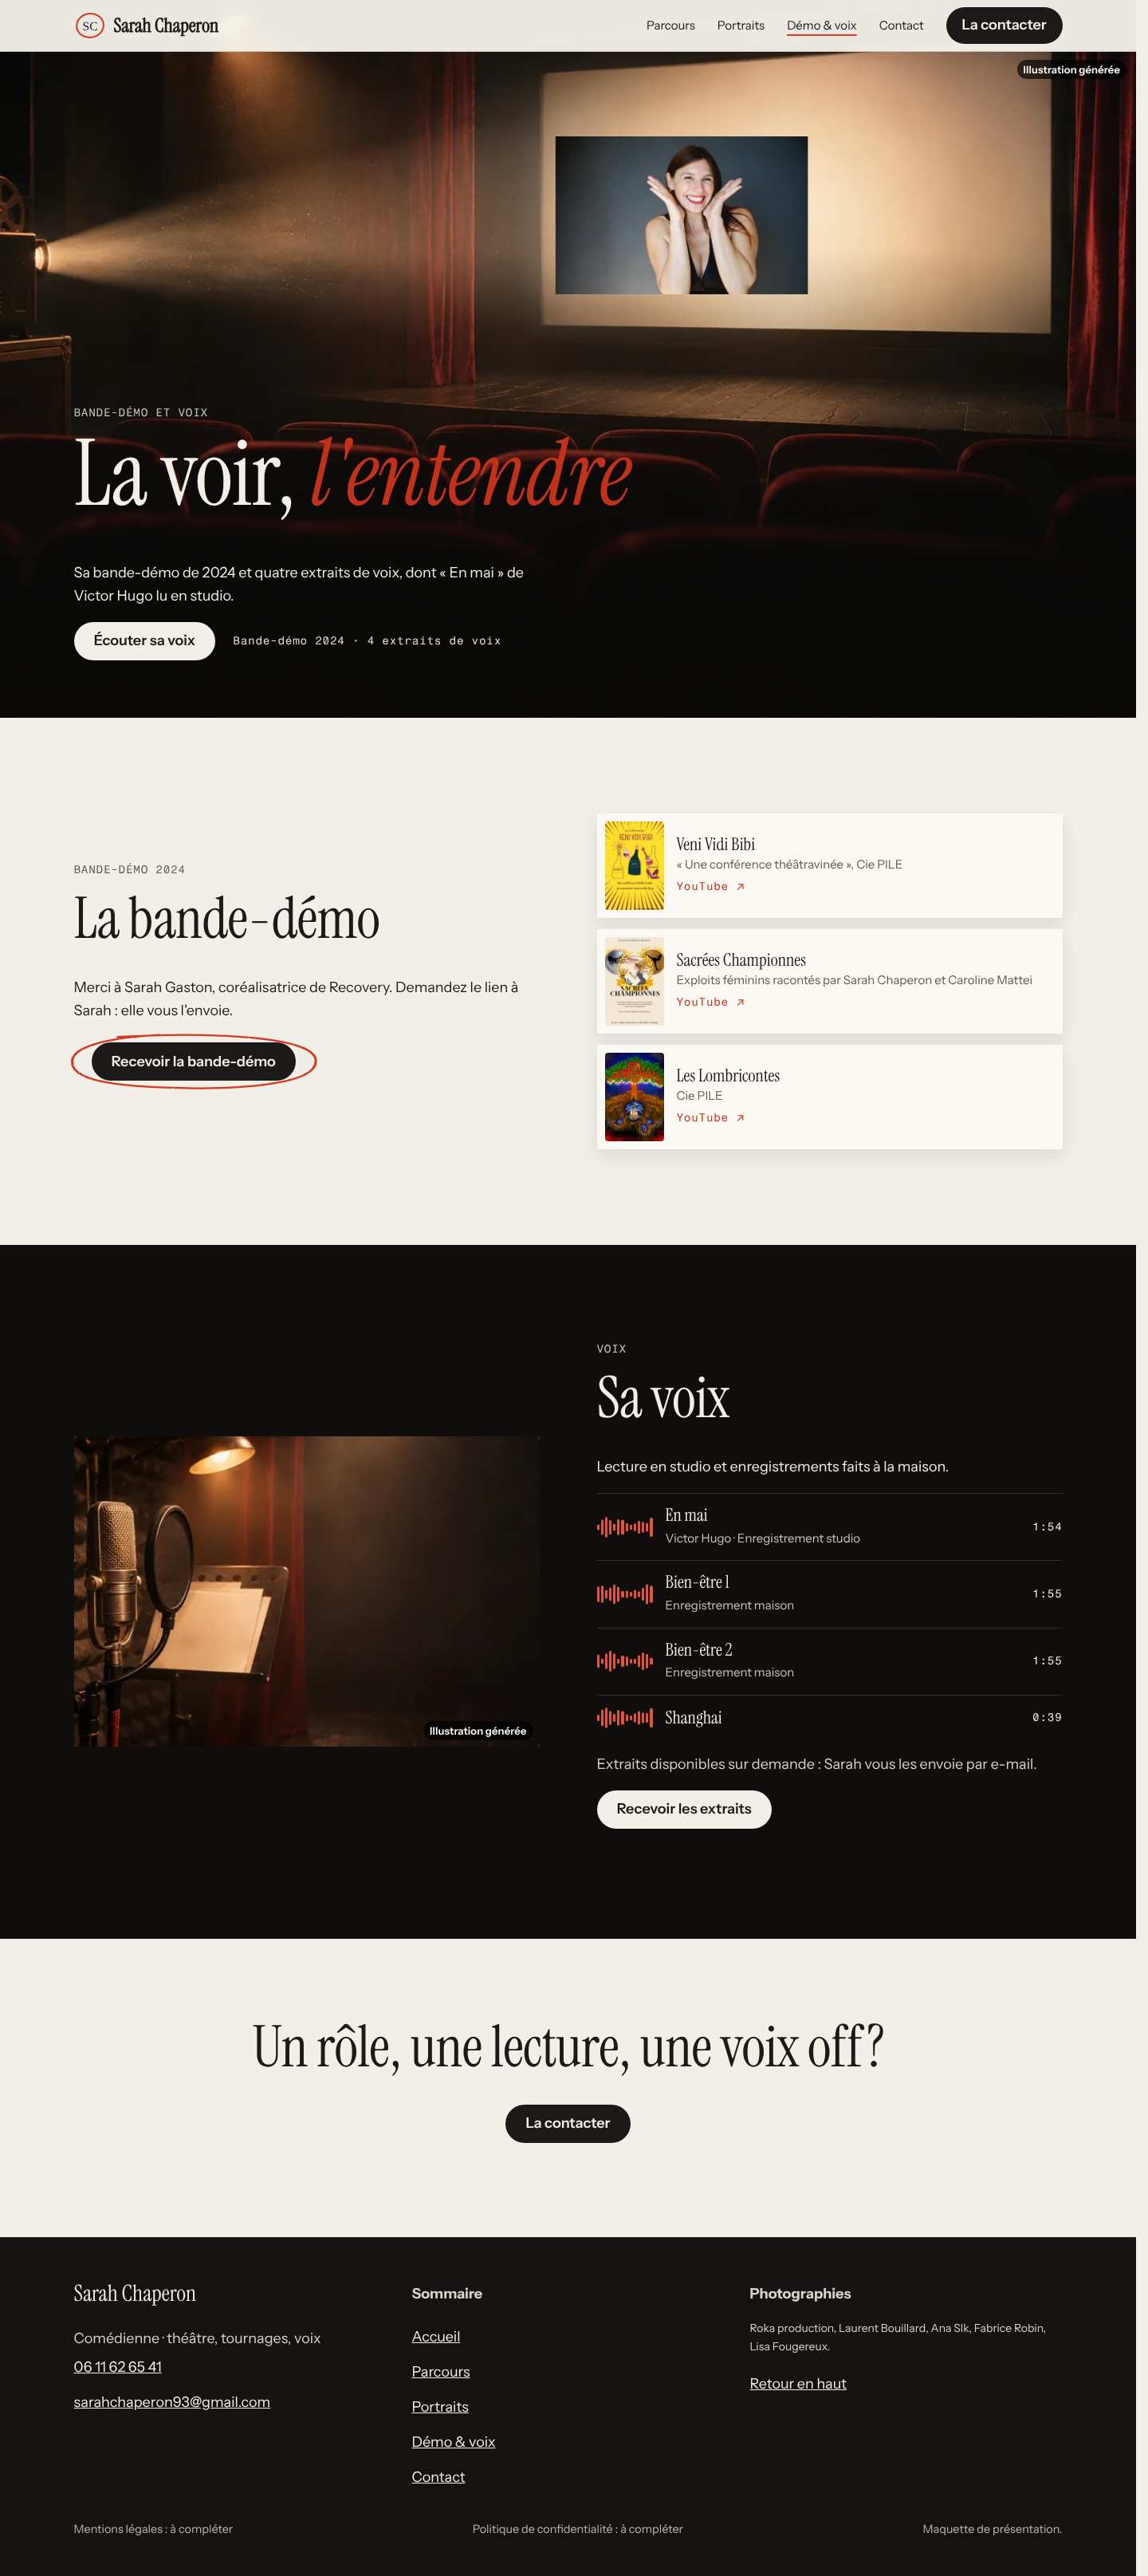 SC Sarah Chaperon
Parcours Portraits Démo & voix Contact La contacter
Illustration générée
BANDE-DÉMO ET VOIX
La voir, l'entendre
Sa bande-démo de 2024 et quatre extraits de voix, dont « En mai » de
Victor Hugo lu en studio.
Écouter sa voix Bande-démo 2024 · 4 extraits de voix
BANDE-DÉMO 2024
La bande-démo
Merci à Sarah Gaston, coréalisatrice de Recovery. Demandez le lien à
Sarah : elle vous l'envoie.
Recevoir la bande-démo
VENI VIDI BIBI
Veni Vidi Bibi
« Une conférence théâtravinée », Cie PILE
YouTube ↗
SACRÉES
CHAMPIONNES
Sacrées Championnes
Exploits féminins racontés par Sarah Chaperon et Caroline Mattei
YouTube ↗
Les Lombricontes
Cie PILE
YouTube ↗
Illustration générée
VOIX
Sa voix
Lecture en studio et enregistrements faits à la maison.
En mai
Victor Hugo · Enregistrement studio
1:54
Bien-être 1
Enregistrement maison
1:55
Bien-être 2
Enregistrement maison
1:55
Shanghai
0:39
Extraits disponibles sur demande : Sarah vous les envoie par e-mail.
Recevoir les extraits
Un rôle, une lecture, une voix off ?
La contacter
Sarah Chaperon
Comédienne · théâtre, tournages, voix
06 11 62 65 41
sarahchaperon93@gmail.com
Sommaire
Accueil
Parcours
Portraits
Démo & voix
Contact
Photographies
Roka production, Laurent Bouillard, Ana Slk, Fabrice Robin,
Lisa Fougereux.
Retour en haut
Mentions légales : à compléter
Politique de confidentialité : à compléter
Maquette de présentation.